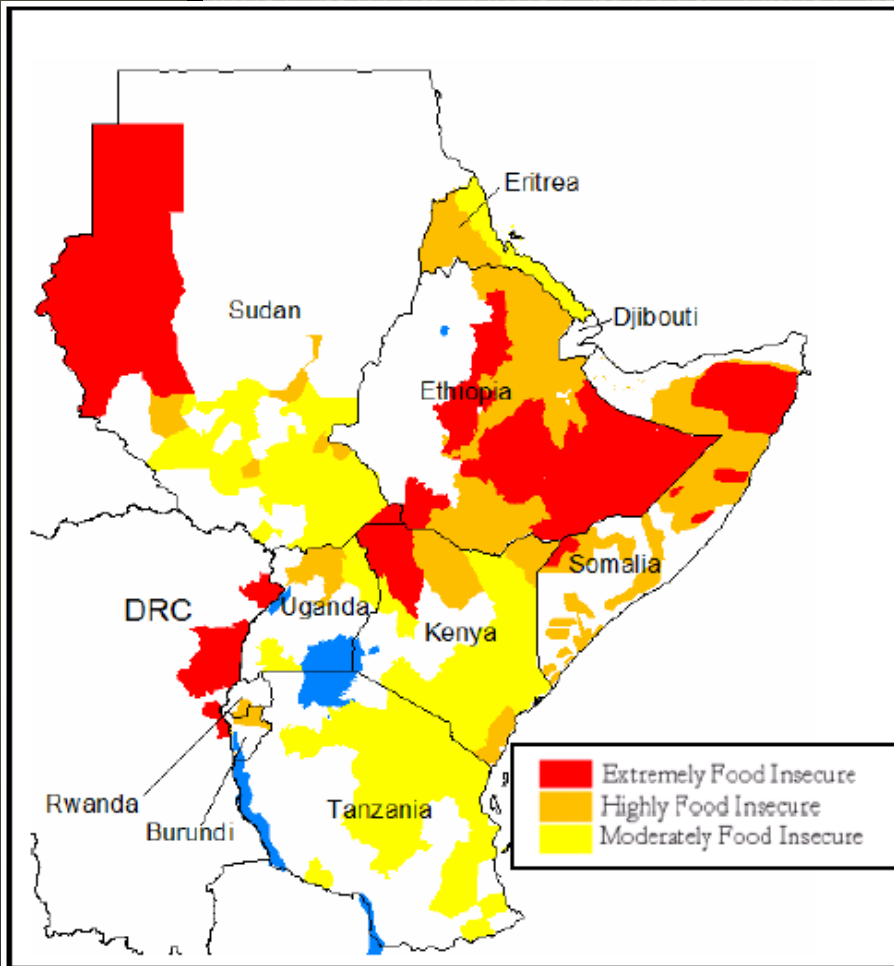 Eritrea
Sudan
Djibouti
Ethiopia
Somalia
DRC
Uganda
Kenya
Rwanda
Burundi
Tanzania
Extremely Food Insecure
Highly Food Insecure
Moderately Food Insecure